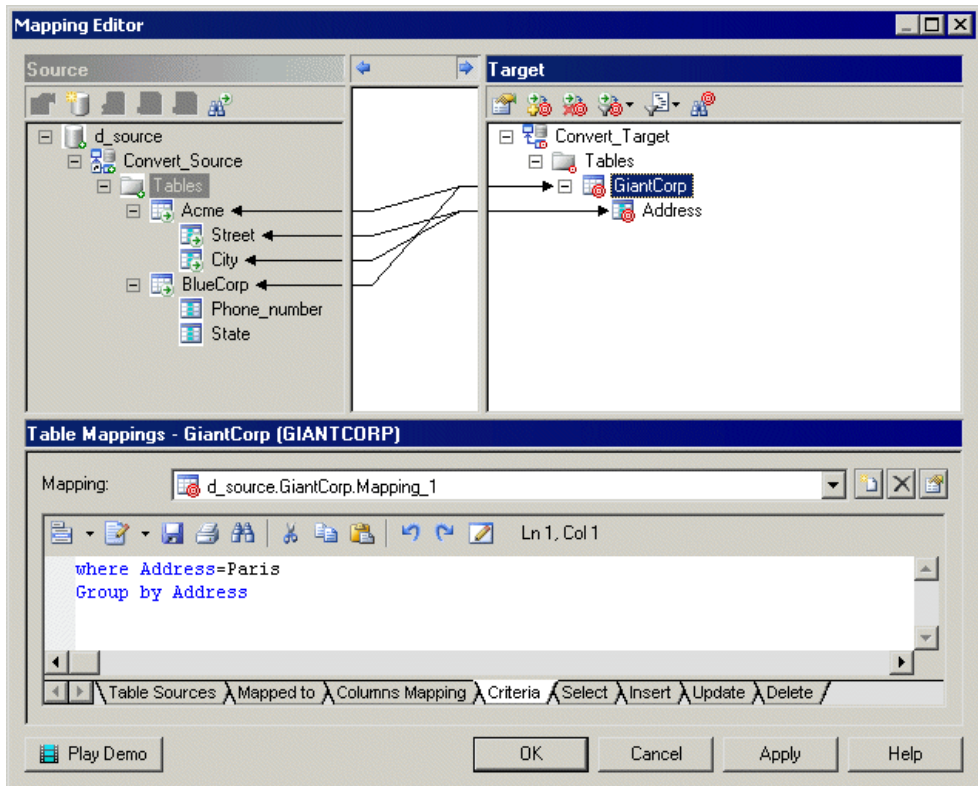 Mapping Editor
Source
Target
d_source
Convert_Source
Tables
Acme
Street
City
BlueCorp
Phone_number
State
Convert_Target
Tables
GiantCorp
Address
Table Mappings - GiantCorp (GIANTCORP)
Mapping:
d_source.GiantCorp.Mapping_1
Ln 1, Col 1
where Address=Paris
Group by Address
Table Sources Mapped to Columns Mapping Criteria Select Insert Update Delete
Play Demo
OK
Cancel
Apply
Help